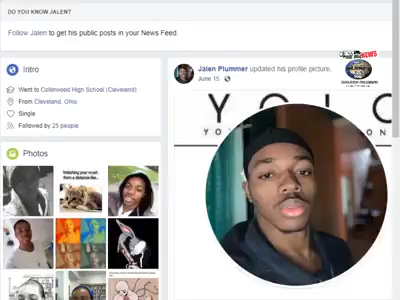 DO YOU KNOW JALEN?
Follow Jalen to get his public posts in your News Feed.
Intro
Went to Collinwood High School (Cleveland)
From Cleveland, Ohio
Single
Followed by 25 people
Photos
Jalen Plummer updated his profile picture.
June 15
NEWS
Y O L O